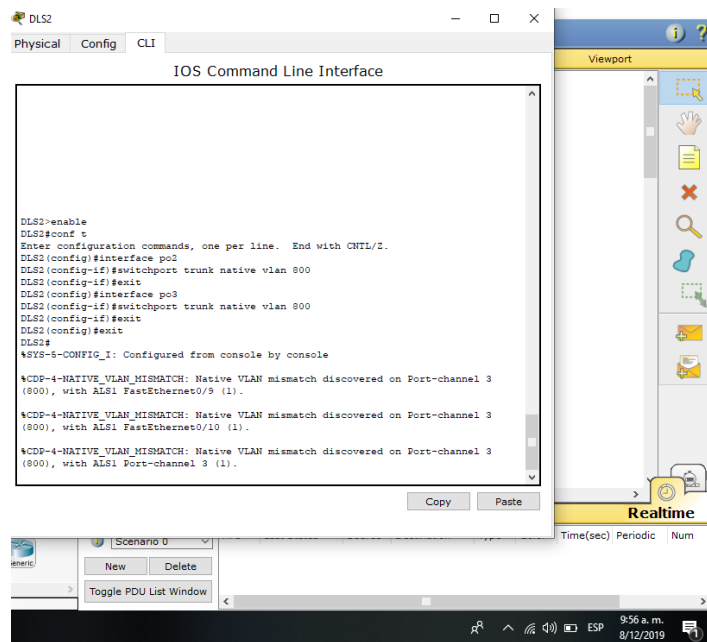 DLS2
Physical Config CLI
IOS Command Line Interface
DLS2>enable
DLS2#conf t
Enter configuration commands, one per line. End with CNTL/Z.
DLS2(config)#interface po2
DLS2(config-if)#switchport trunk native vlan 800
DLS2(config-if)#exit
DLS2(config)#interface po3
DLS2(config-if)#switchport trunk native vlan 800
DLS2(config-if)#exit
DLS2(config)#exit
DLS2#
%SYS-5-CONFIG_I: Configured from console by console
%CDP-4-NATIVE_VLAN_MISMATCH: Native VLAN mismatch discovered on Port-channel 3
(800), with ALS1 FastEthernet0/9 (1).
%CDP-4-NATIVE_VLAN_MISMATCH: Native VLAN mismatch discovered on Port-channel 3
(800), with ALS1 FastEthernet0/10 (1).
%CDP-4-NATIVE_VLAN_MISMATCH: Native VLAN mismatch discovered on Port-channel 3
(800), with ALS1 Port-channel 3 (1).
Copy Paste
Viewport
Realtime
Scenario 0
Time(sec) Periodic Num
New Delete
Toggle PDU List Window
ESP
9:56 a. m.
8/12/2019
1